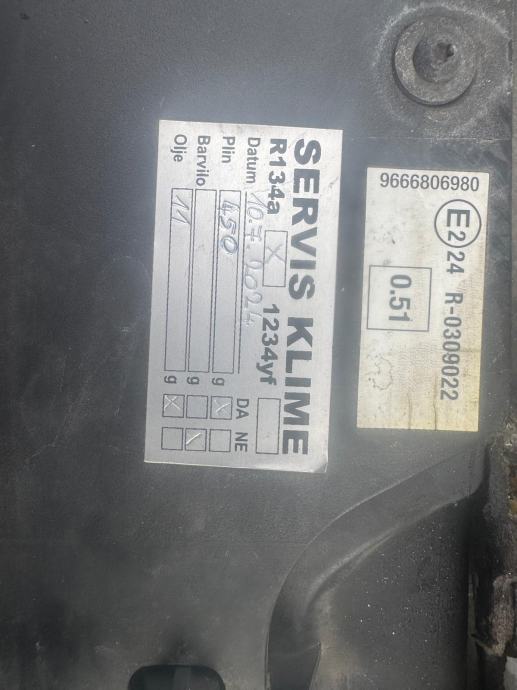 9666806980
E2 24 R-0309022
0.51
SERVIS KLIME
R134a X 1234yf
Datum 10.7.2024
DA NE
Plin 450 g X
Barvilo g
Olje 11 g X